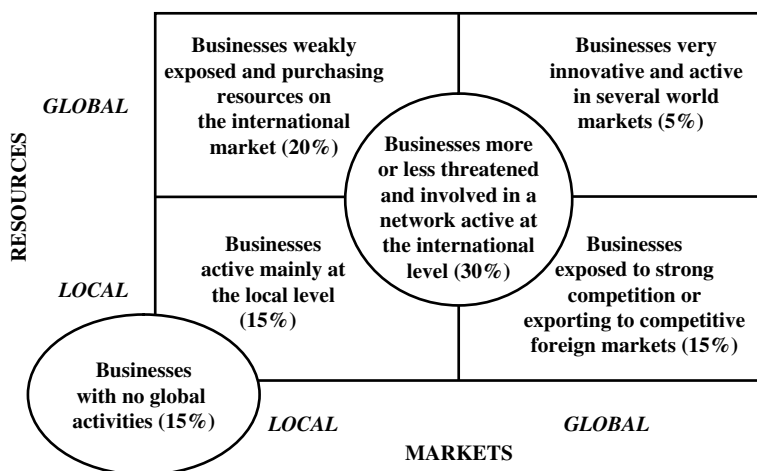 Businesses weakly
exposed and purchasing
resources on
the international
market (20%)
Businesses very
innovative and active
in several world
markets (5%)
GLOBAL
Businesses more
or less threatened
and involved in a
network active at
the international
level (30%)
RESOURCES
Businesses
active mainly at
the local level
(15%)
Businesses
exposed to strong
competition or
exporting to competitive
foreign markets (15%)
LOCAL
Businesses
with no global
activities (15%)
LOCAL
GLOBAL
MARKETS